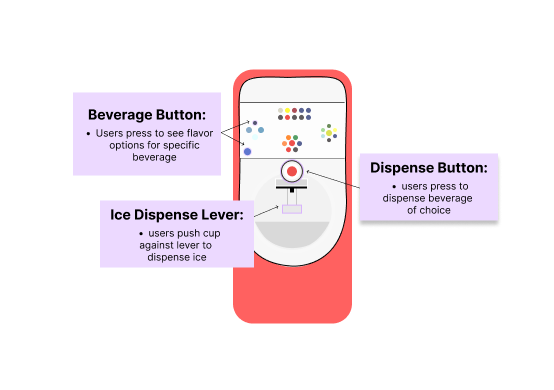 Beverage Button:
• Users press to see flavor
options for specific
beverage
Dispense Button:
• users press to
dispense beverage
of choice
Ice Dispense Lever:
• users push cup
against lever to
dispense ice